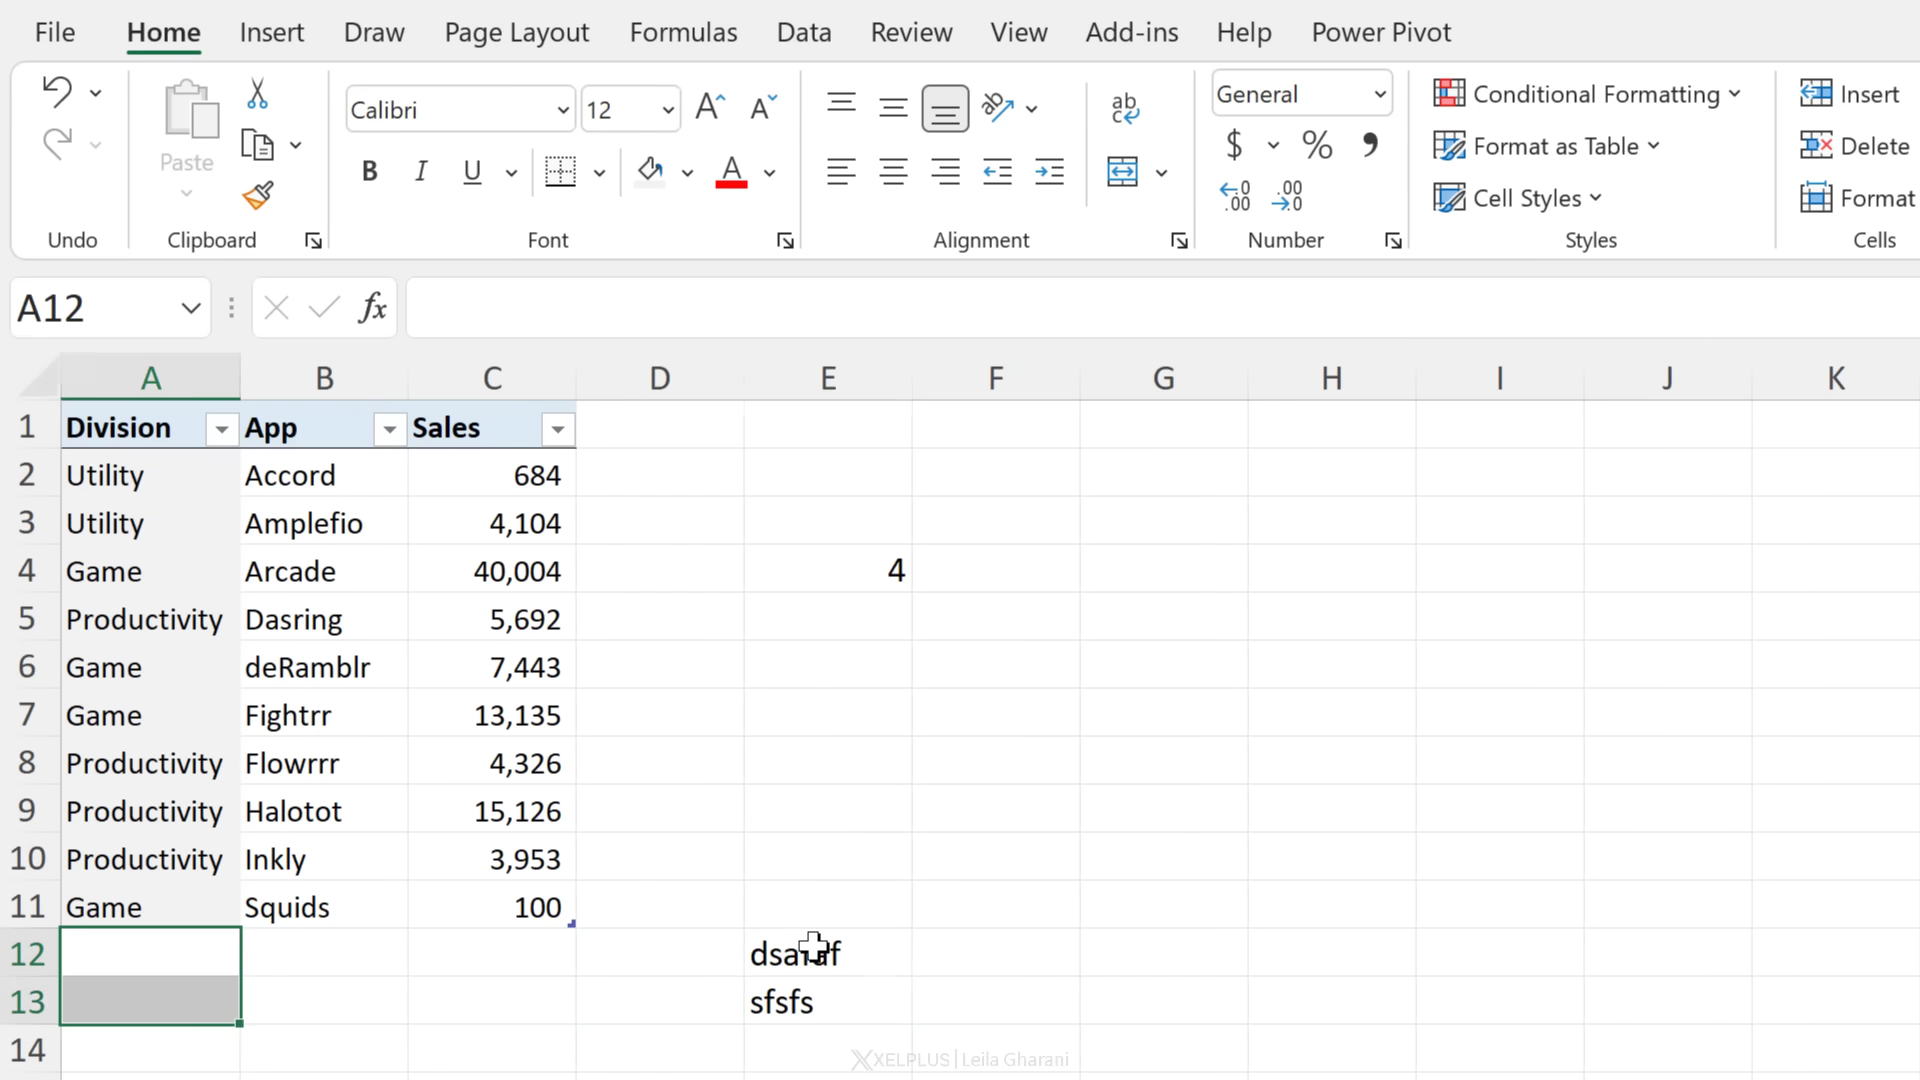 File Home Insert Draw Page Layout Formulas Data Review View Add-ins Help Power Pivot
Calibri 12 General Conditional Formatting Insert
Paste B I U A $ % Format as Table Delete
Cell Styles Format
Undo Clipboard Font Alignment Number Styles Cells
A12 fx
A B C D E F G H I J K
1 Division App Sales
2 Utility Accord 684
3 Utility Amplefio 4,104
4 Game Arcade 40,004 4
5 Productivity Dasring 5,692
6 Game deRamblr 7,443
7 Game Fightrr 13,135
8 Productivity Flowrrr 4,326
9 Productivity Halotot 15,126
10 Productivity Inkly 3,953
11 Game Squids 100
12
13 sfsfs
14
XELPLUS | Leila Gharani